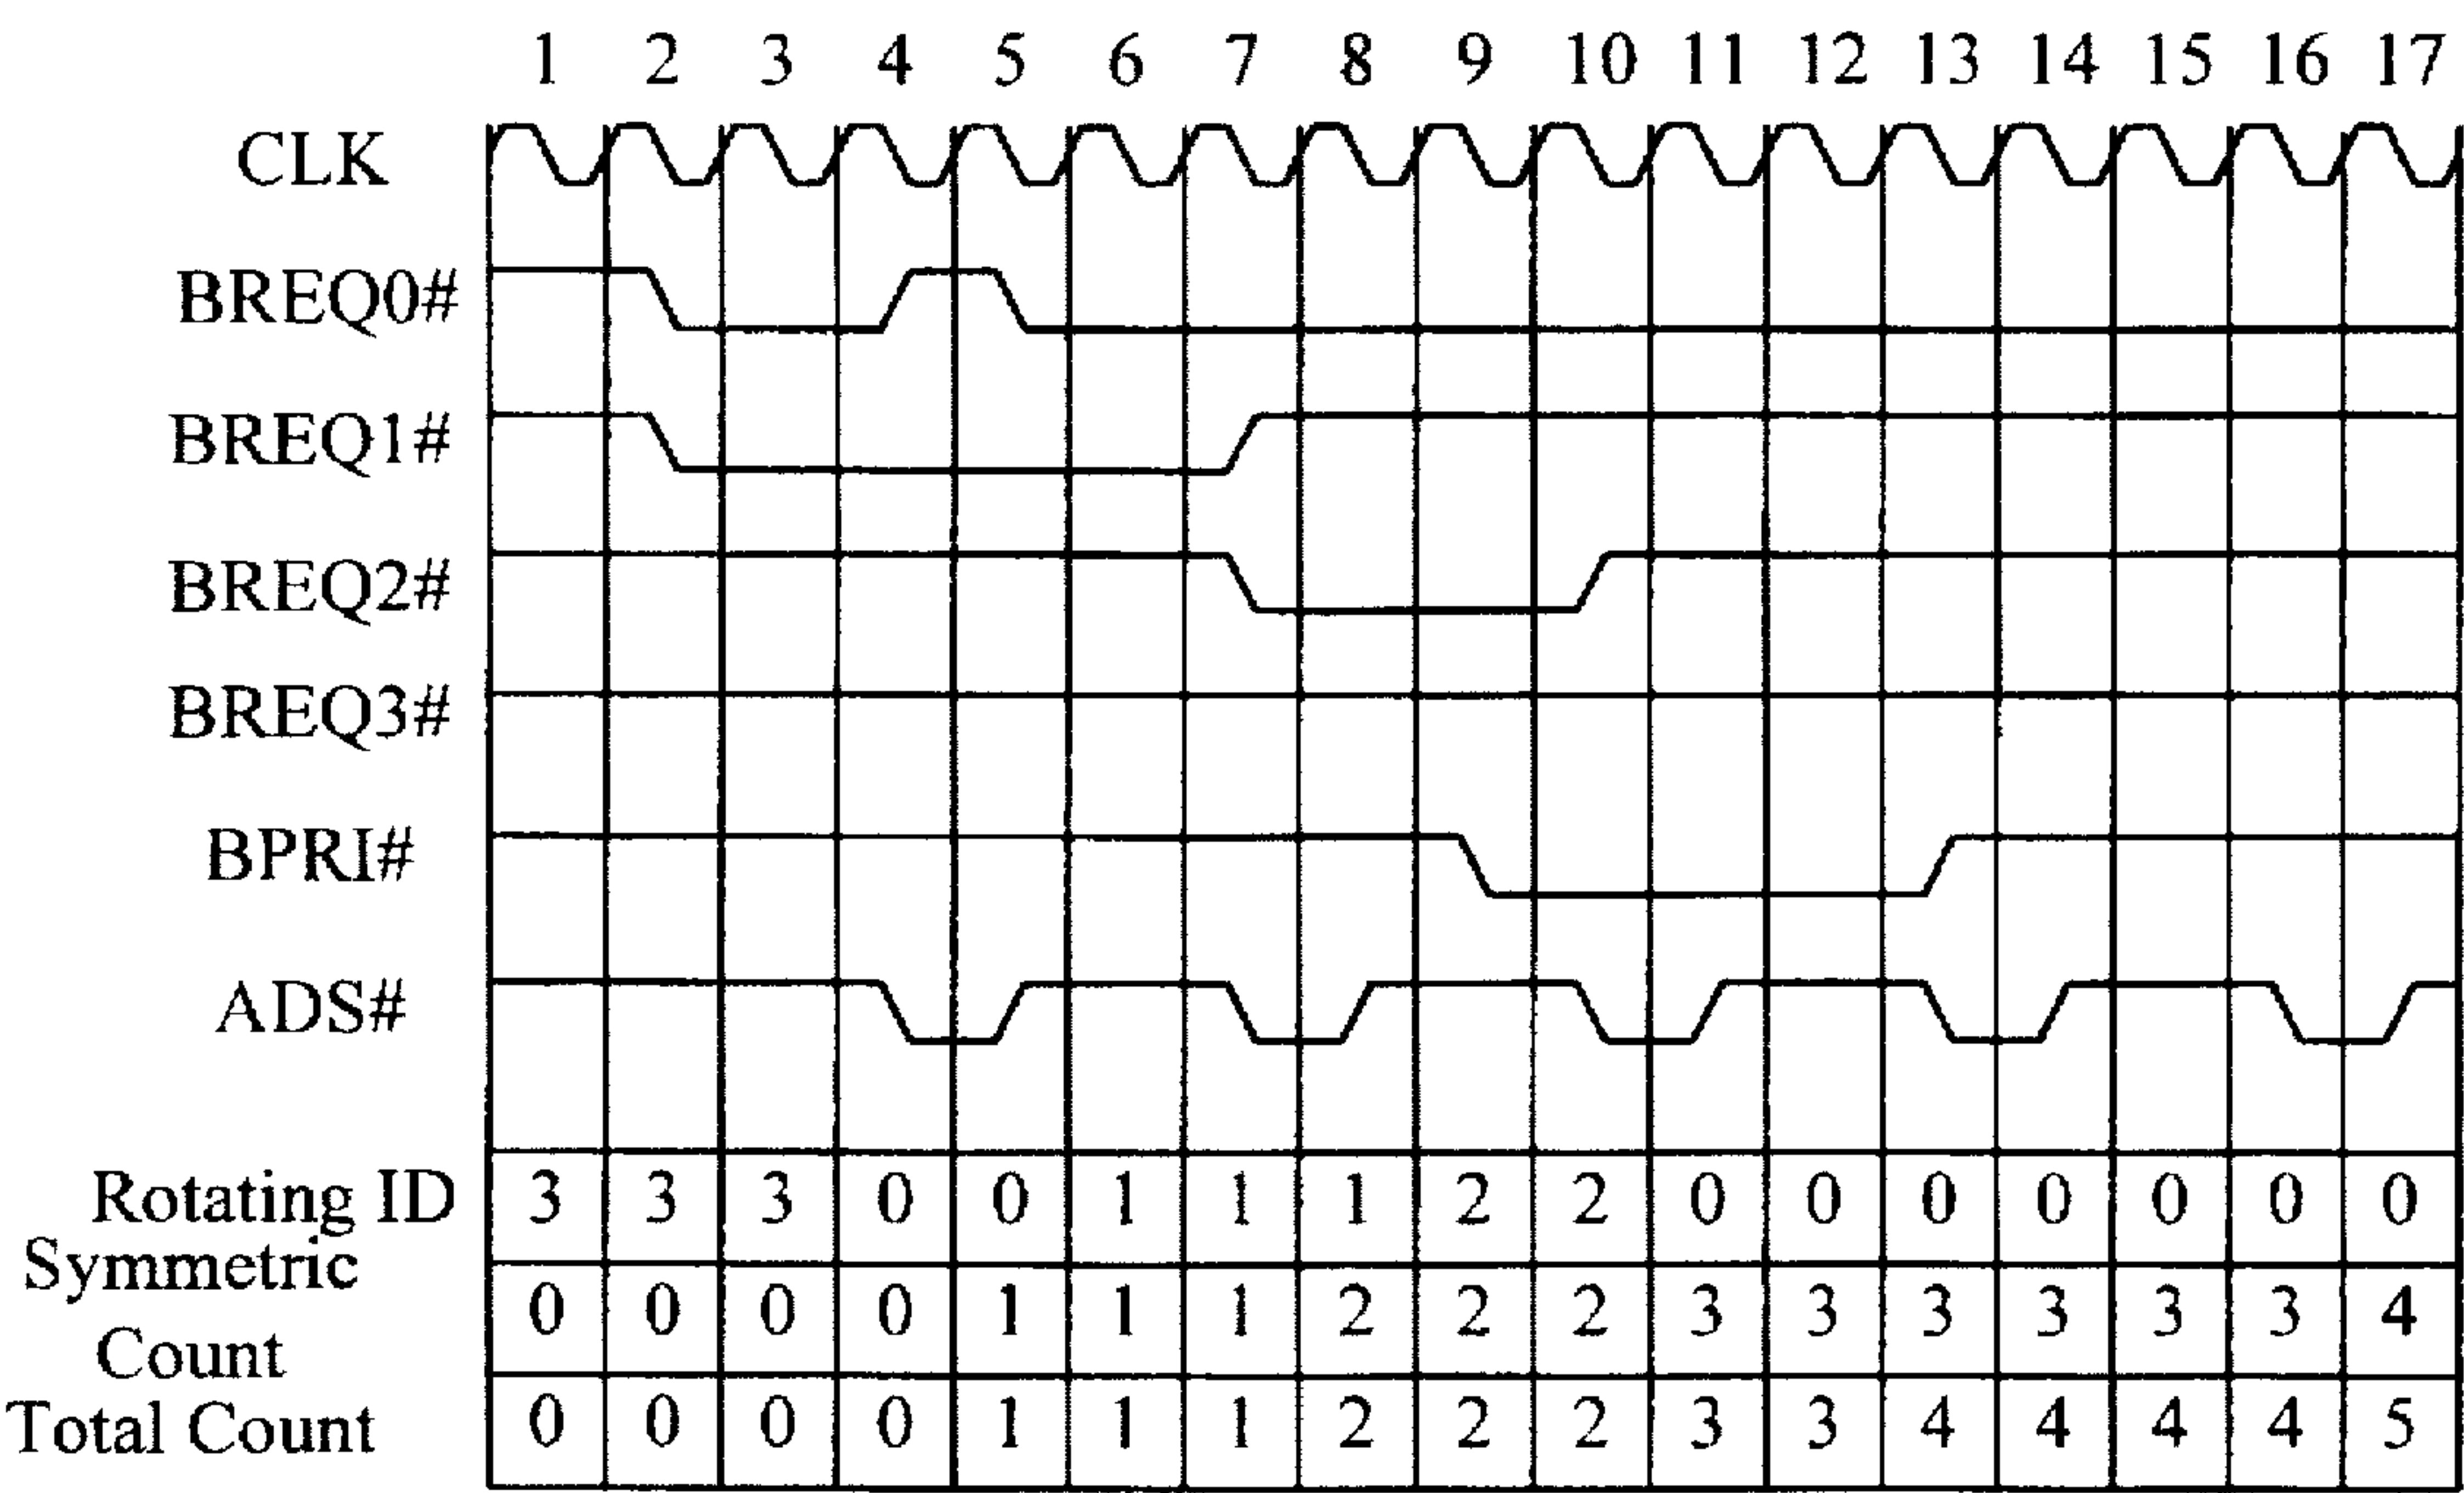 1 2 3 4 5 6 7 8 9 10 11 12 13 14 15 16 17
CLK
BREQ0#
BREQ1#
BREQ2#
BREQ3#
BPRI#
ADS#
Rotating ID 3 3 3 0 0 1 1 1 2 2 0 0 0 0 0 0 0
Symmetric
Count 0 0 0 0 1 1 1 2 2 2 3 3 3 3 3 3 4
Total Count 0 0 0 0 1 1 1 2 2 2 3 3 4 4 4 4 5